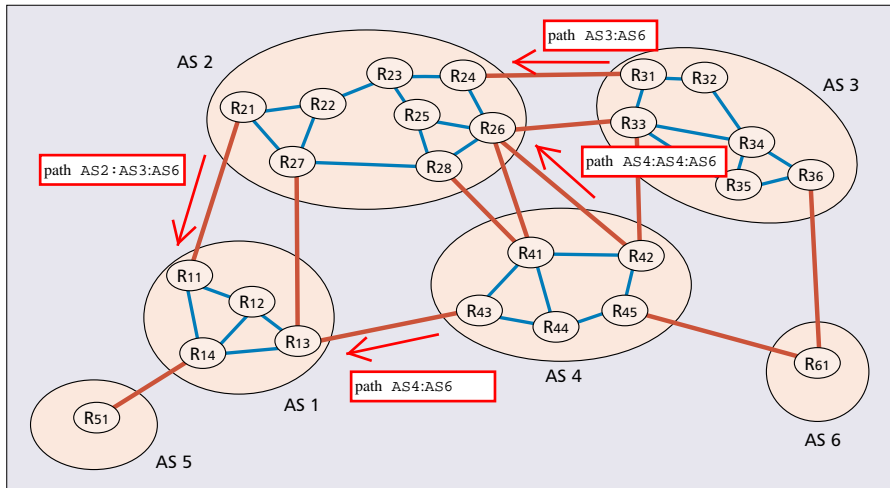 path AS3:AS6
AS 2
R23
R24
R31
R32
AS 3
R21
R22
R25
R26
R33
R27
R28
R34
path AS2:AS3:AS6
path AS4:AS4:AS6
R35
R36
R41
R42
R11
R12
R43
R44
R45
R13
R14
path AS4:AS6
AS 4
R61
AS 1
R51
AS 5
AS 6